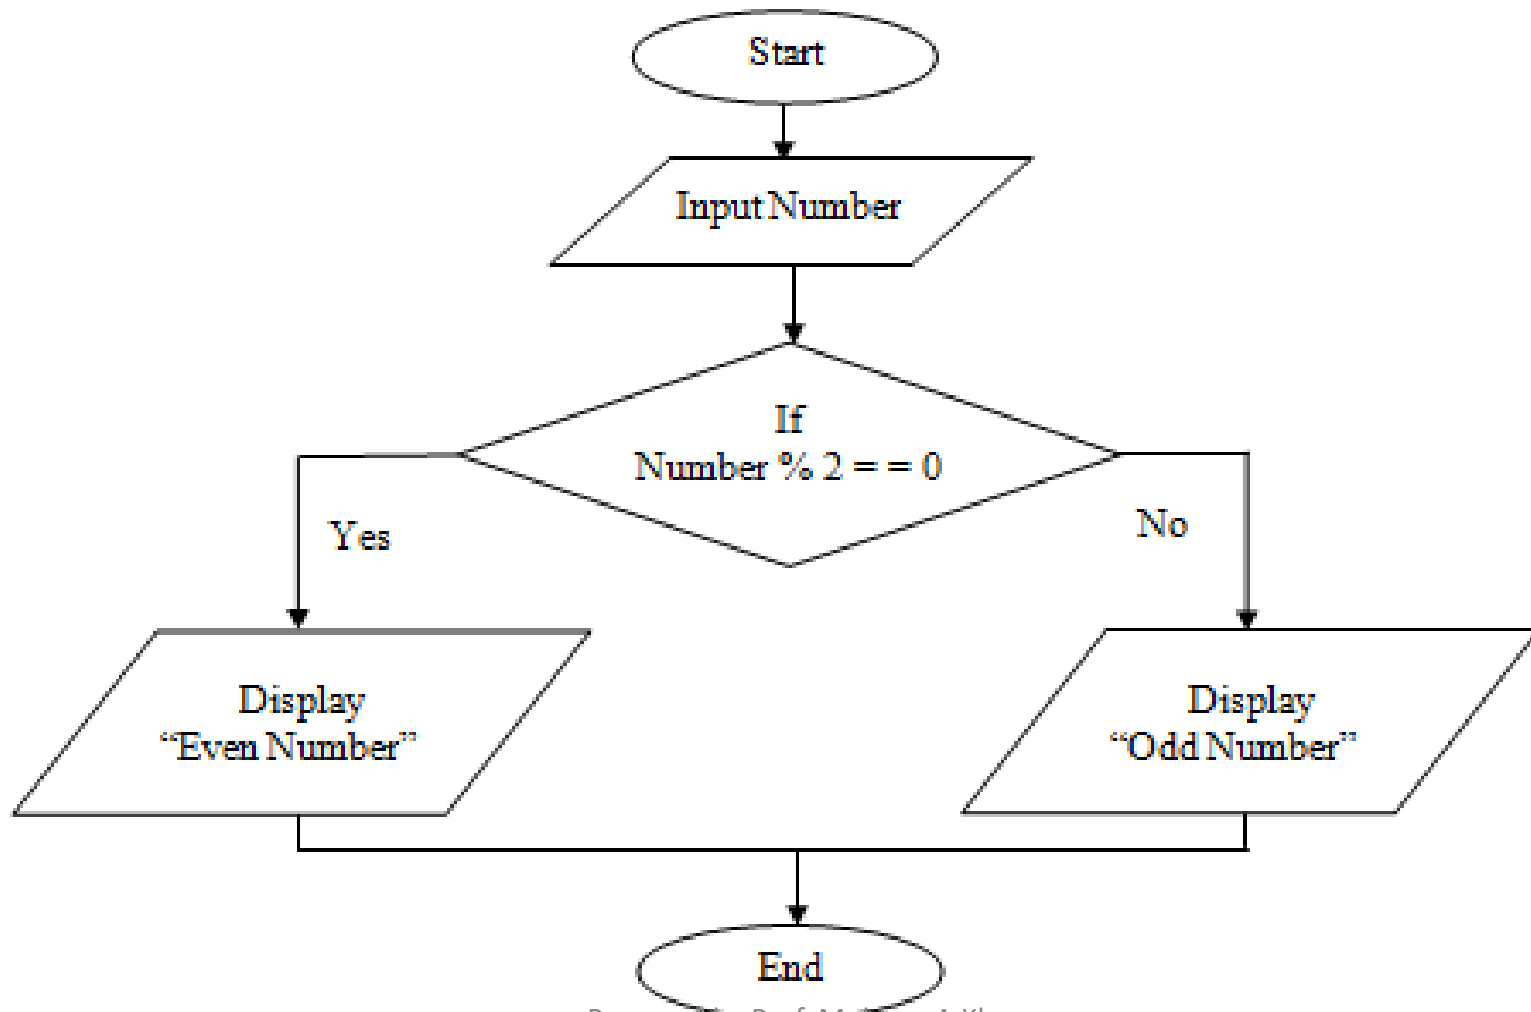 Start
Input Number
If
Number % 2 = = 0
Yes
No
Display
“Even Number”
Display
“Odd Number”
End